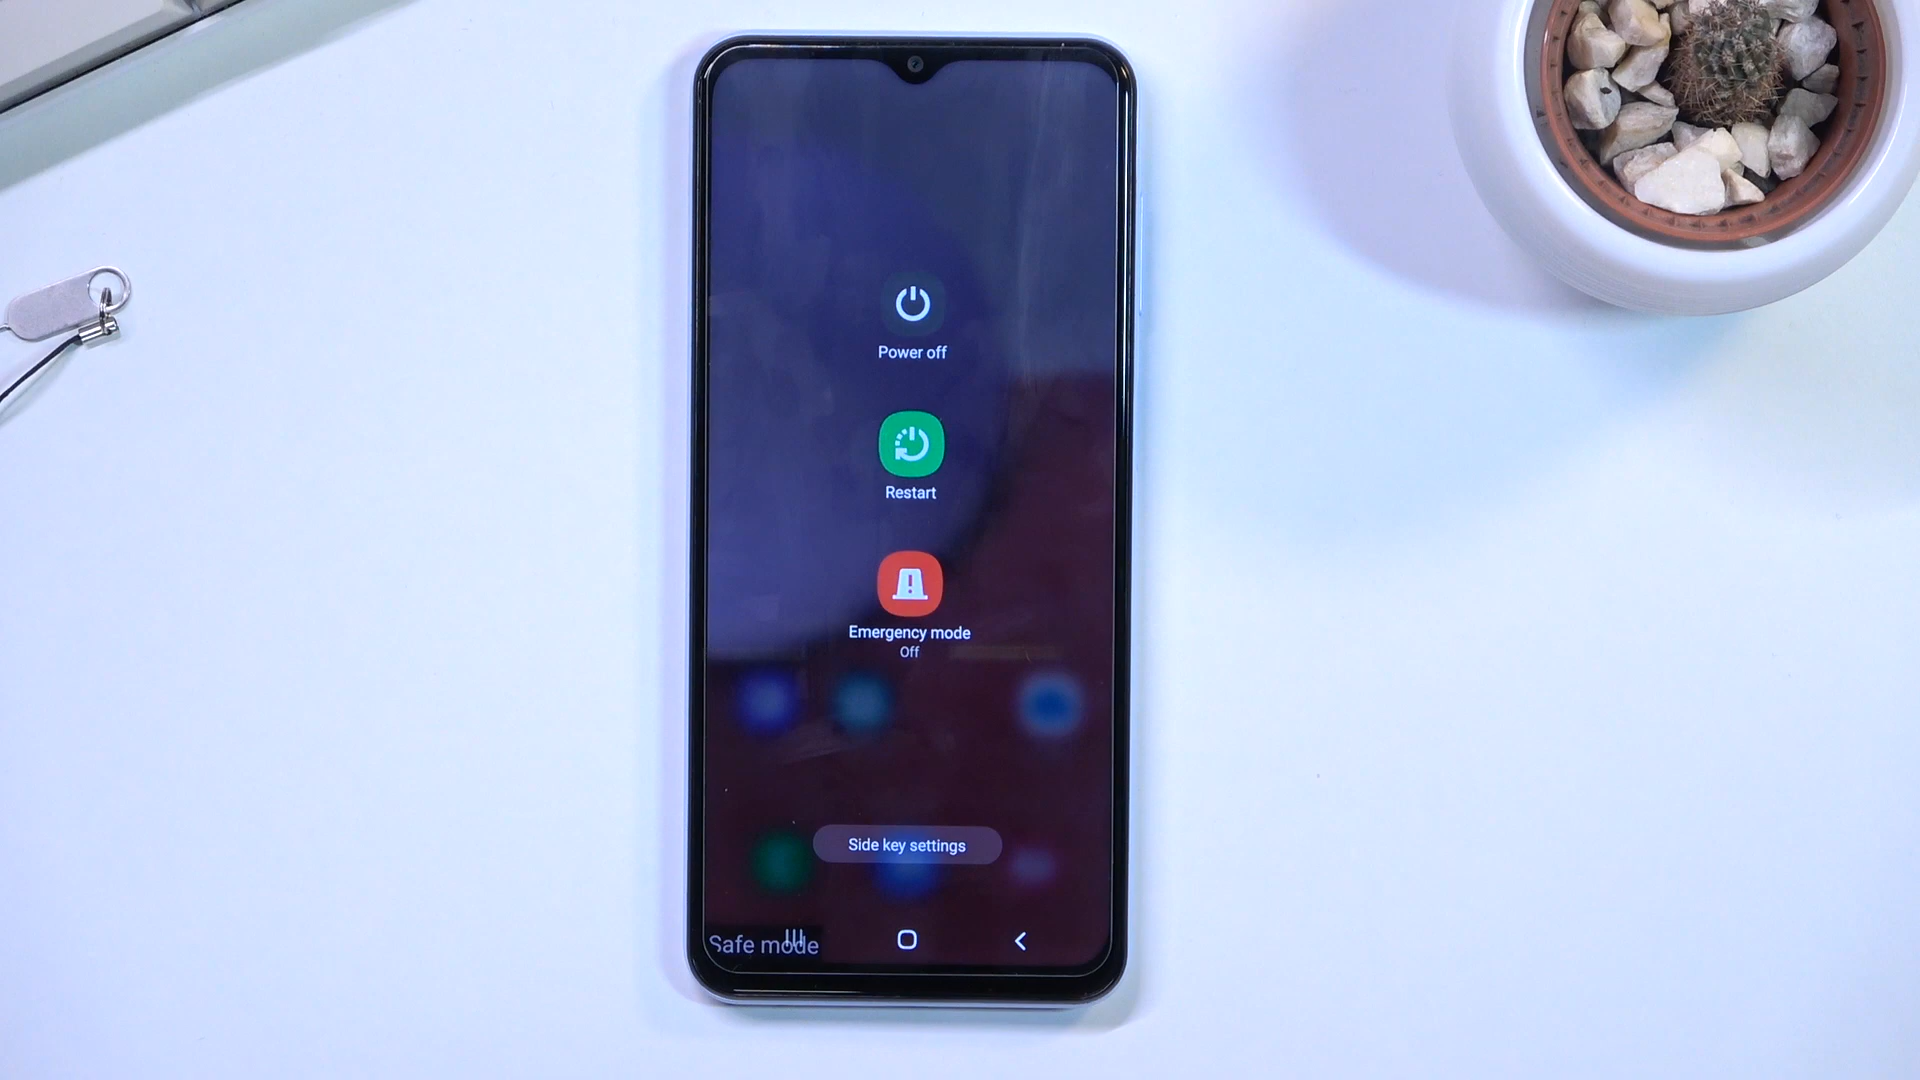 Power off
Restart
Emergency mode
Off
Side key settings
Safe mode